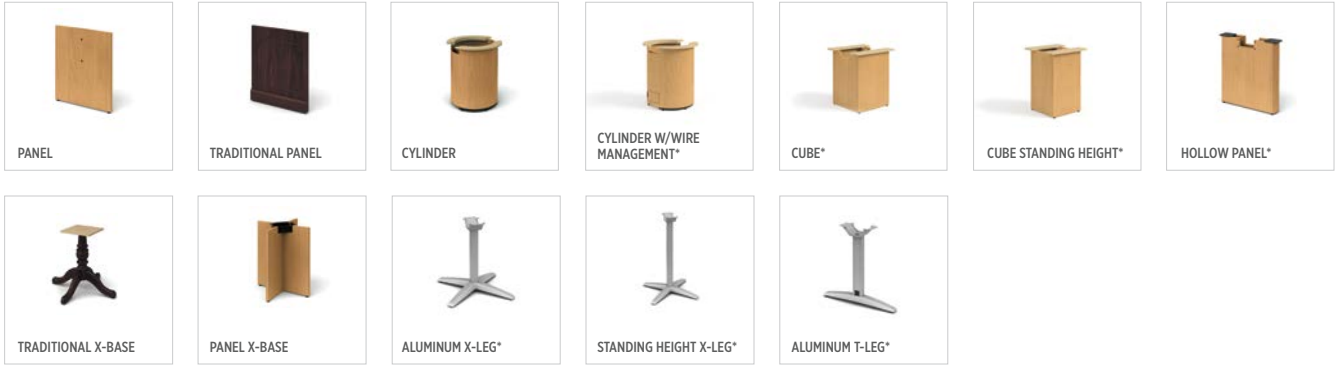 PANEL
TRADITIONAL PANEL
CYLINDER
CYLINDER W/WIRE
MANAGEMENT*
CUBE*
CUBE STANDING HEIGHT*
HOLLOW PANEL*
TRADITIONAL X-BASE
PANEL X-BASE
ALUMINUM X-LEG*
STANDING HEIGHT X-LEG*
ALUMINUM T-LEG*